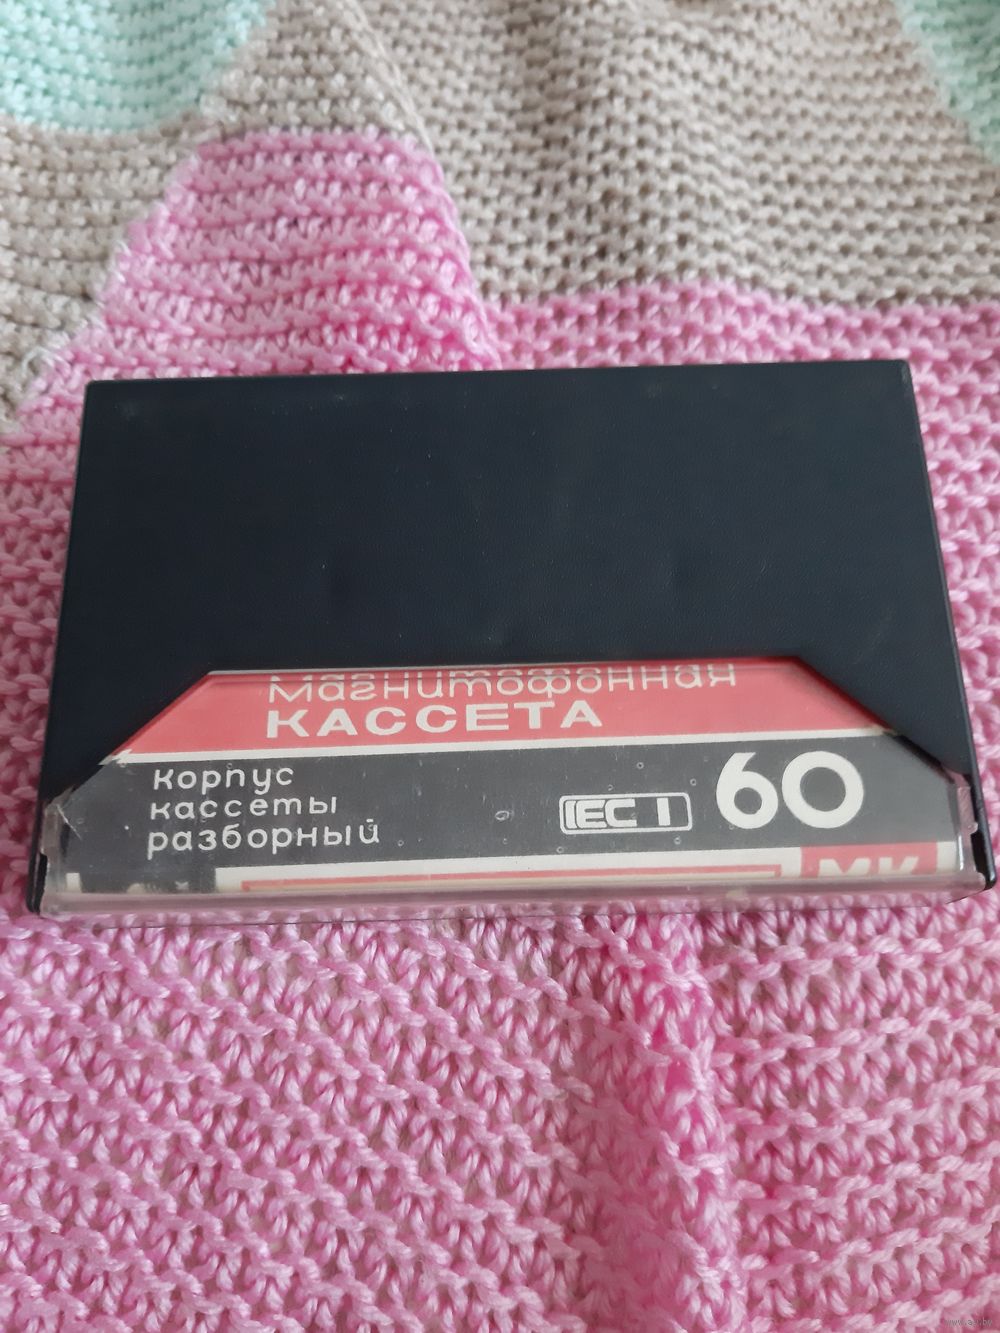 Магнитофонная
КАССЕТА
корпус
кассеты
разборный
IEC I
60
МК